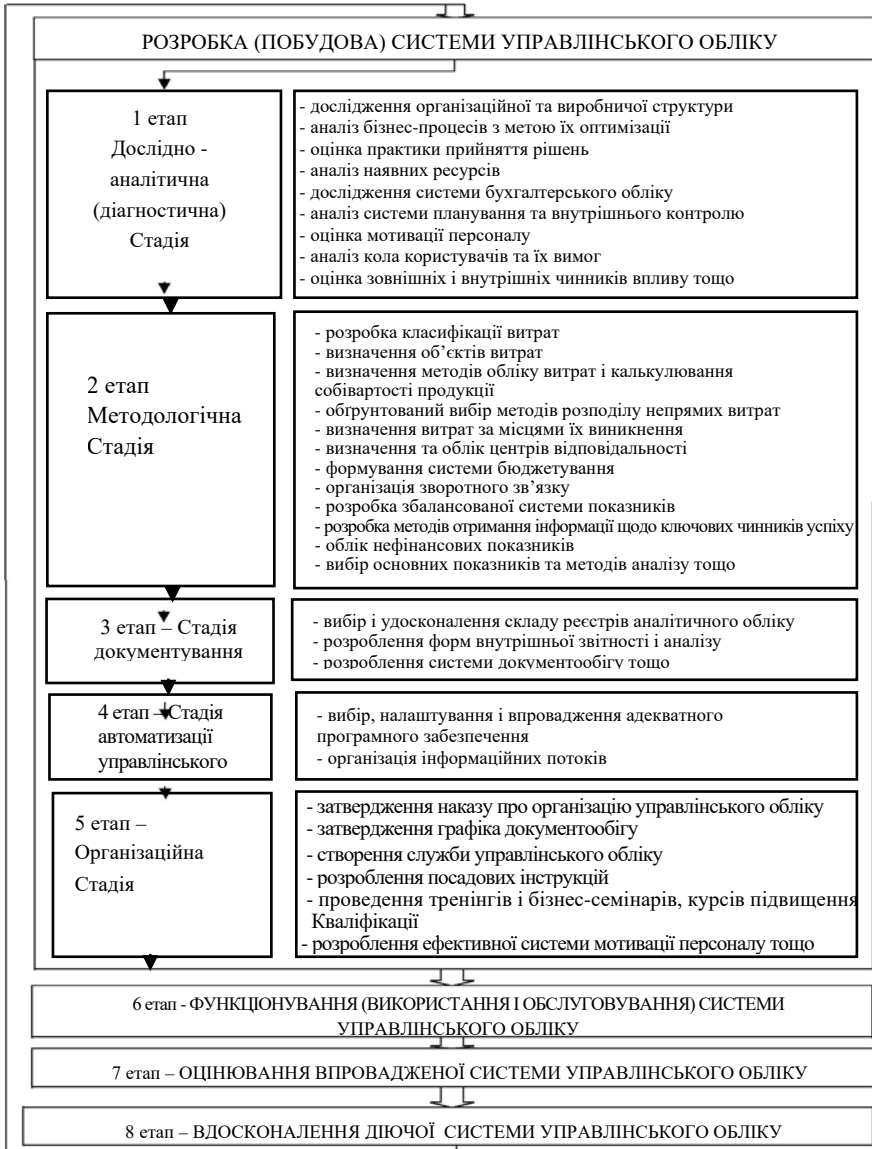 РОЗРОБКА (ПОБУДОВА) СИСТЕМИ УПРАВЛІНСЬКОГО ОБЛІКУ
1 етап
Дослідно -
аналітична
(діагностична)
Стадія
- дослідження організаційної та виробничої структури
- аналіз бізнес-процесів з метою їх оптимізації
- оцінка практики прийняття рішень
- аналіз наявних ресурсів
- дослідження системи бухгалтерського обліку
- аналіз системи планування та внутрішнього контролю
- оцінка мотивації персоналу
- аналіз кола користувачів та їх вимог
- оцінка зовнішніх і внутрішніх чинників впливу тощо
2 етап
Методологічна
Стадія
- розробка класифікації витрат
- визначення об’єктів витрат
- визначення методів обліку витрат і калькулювання
собівартості продукції
- обґрунтований вибір методів розподілу непрямих витрат
- визначення витрат за місцями їх виникнення
- визначення та облік центрів відповідальності
- формування системи бюджетування
- організація зворотного зв’язку
- розробка збалансованої системи показників
- розробка методів отримання інформації щодо ключових чинників успіху
- облік нефінансових показників
- вибір основних показників та методів аналізу тощо
3 етап – Стадія
документування
- вибір і удосконалення складу реєстрів аналітичного обліку
- розроблення форм внутрішньої звітності і аналізу
- розроблення системи документообігу тощо
4 етап – Стадія
автоматизації
управлінського
- вибір, налаштування і впровадження адекватного
програмного забезпечення
- організація інформаційних потоків
5 етап –
Організаційна
Стадія
- затвердження наказу про організацію управлінського обліку
- затвердження графіка документообігу
- створення служби управлінського обліку
- розроблення посадових інструкцій
- проведення тренінгів і бізнес-семінарів, курсів підвищення
Кваліфікації
- розроблення ефективної системи мотивації персоналу тощо
6 етап - ФУНКЦІОНУВАННЯ (ВИКОРИСТАННЯ І ОБСЛУГОВУВАННЯ) СИСТЕМИ
УПРАВЛІНСЬКОГО ОБЛІКУ
7 етап – ОЦІНЮВАННЯ ВПРОВАДЖЕНОЇ СИСТЕМИ УПРАВЛІНСЬКОГО ОБЛІКУ
8 етап – ВДОСКОНАЛЕННЯ ДІЮЧОЇ СИСТЕМИ УПРАВЛІНСЬКОГО ОБЛІКУ